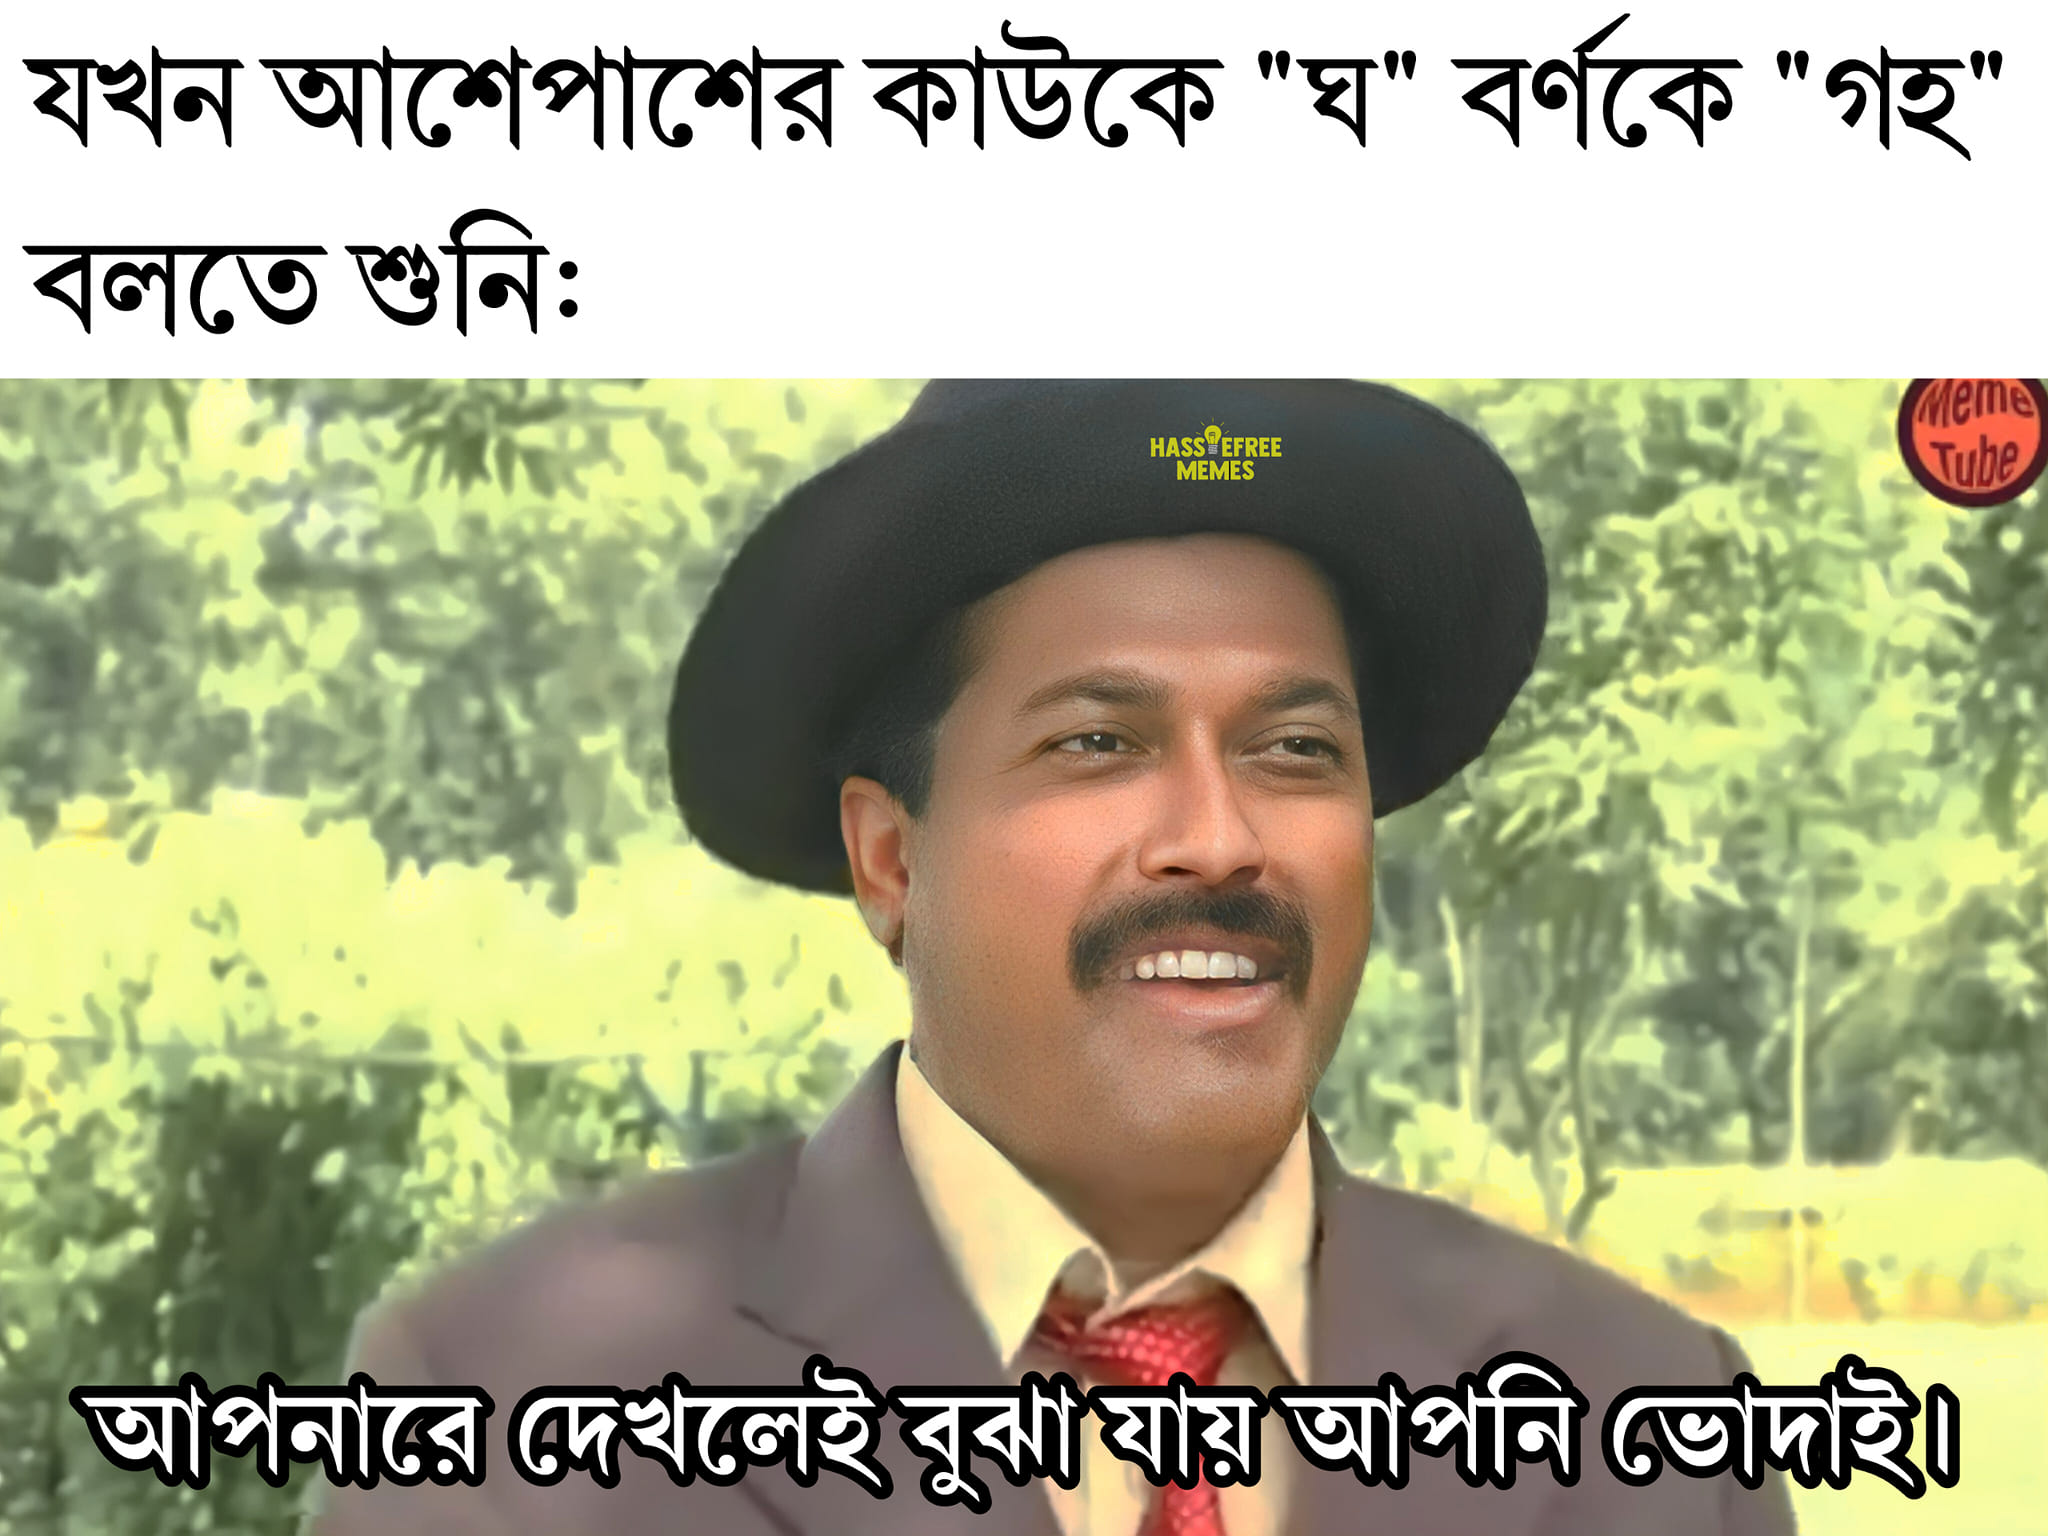 যখন আশেপাশের কাউকে "ঘ" বর্ণকে "গহ"
বলতে শুনি:
Meme
Tube
HASSLEFREE
MEMES
আপনারে দেখলেই বুঝা যায় আপনি ভোদাই।